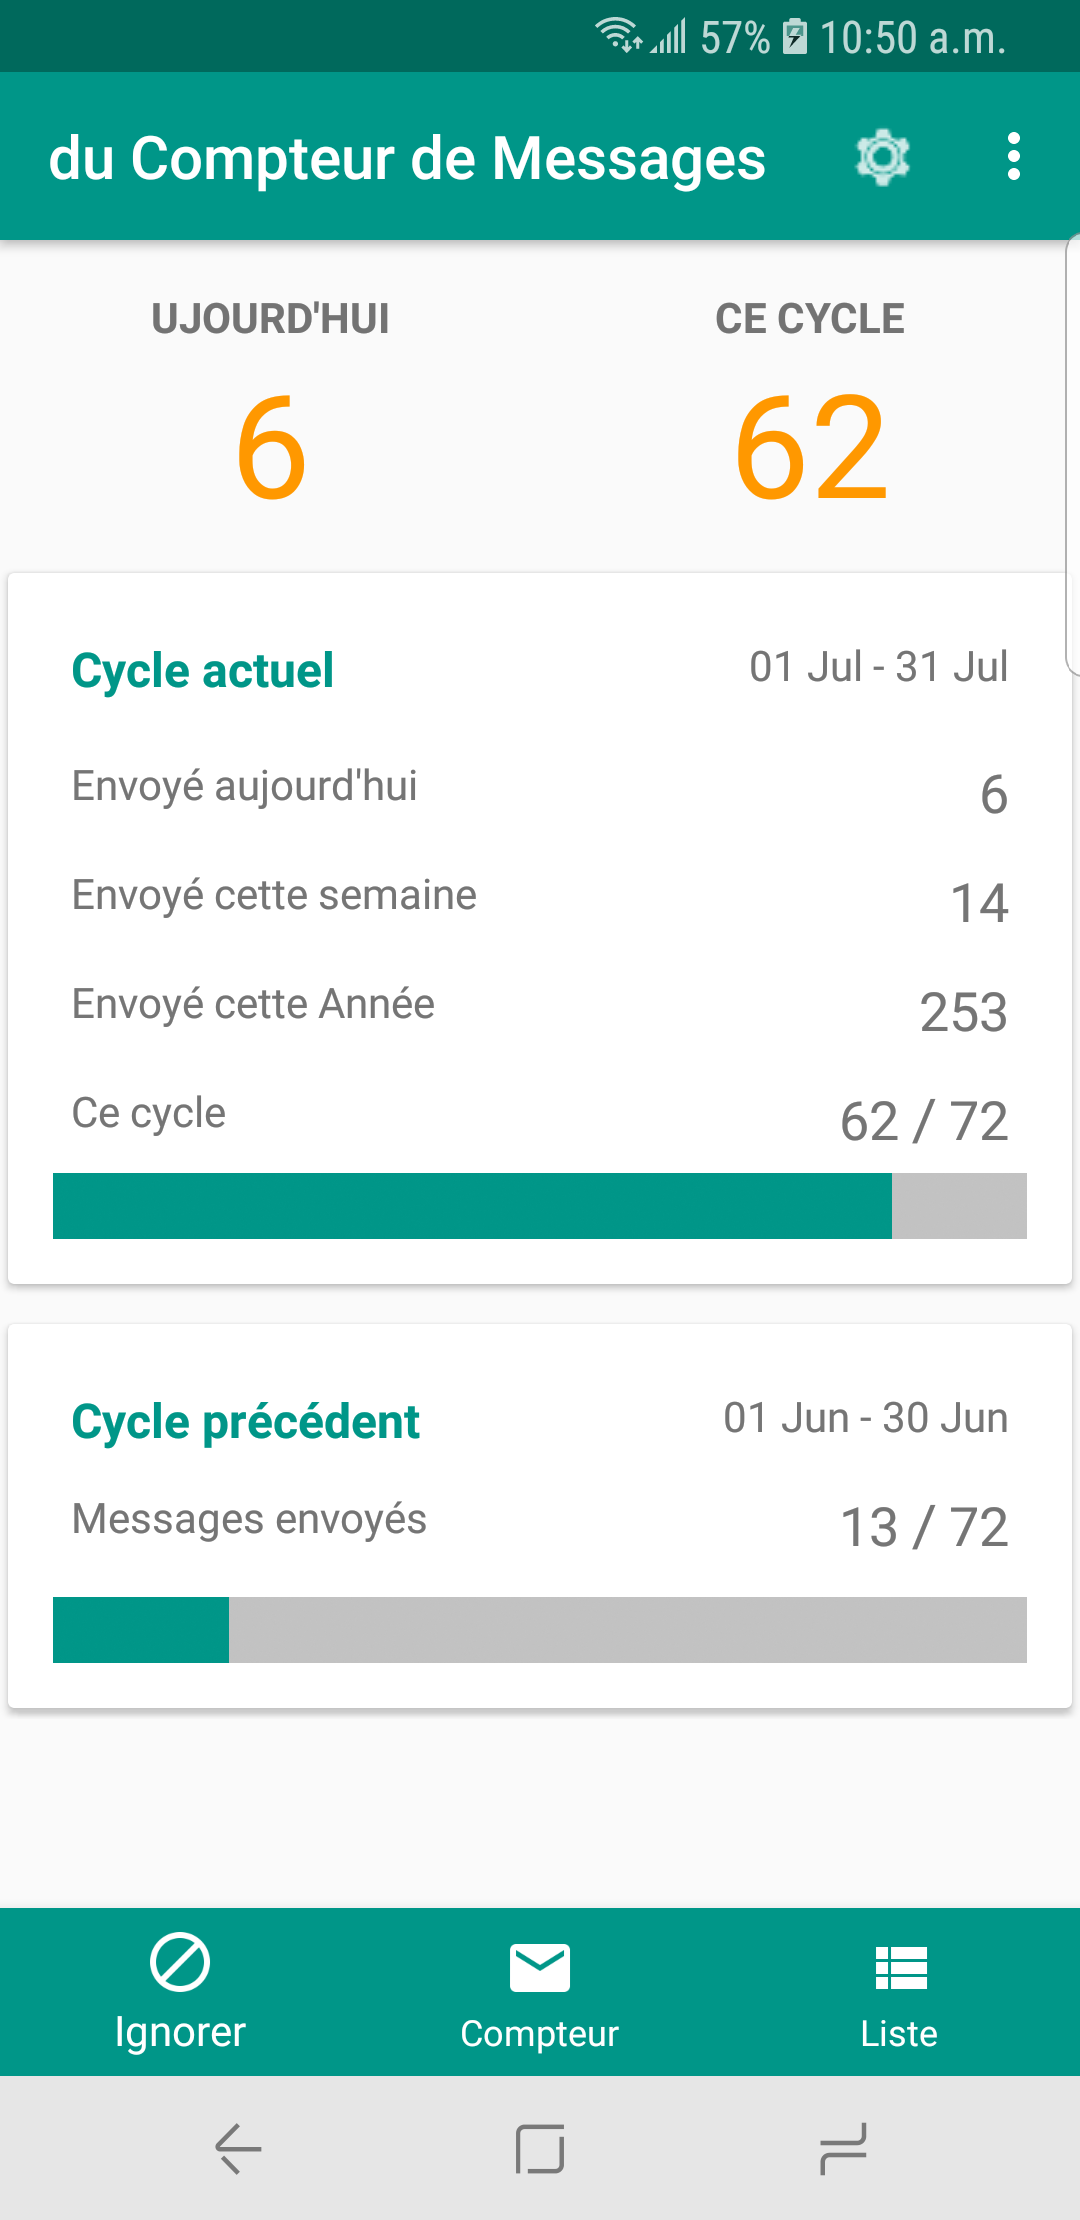 57% 10:50 a.m.
du Compteur de Messages
UJOURD'HUI CE CYCLE
6 62
Cycle actuel 01 Jul - 31 Jul
Envoyé aujourd'hui 6
Envoyé cette semaine 14
Envoyé cette Année 253
Ce cycle 62 / 72
Cycle précédent 01 Jun - 30 Jun
Messages envoyés 13 / 72
Ignorer Compteur Liste